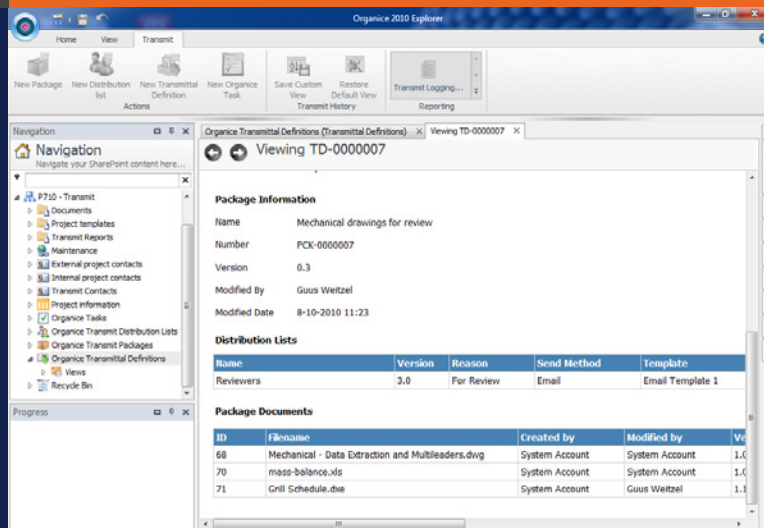 Organice 2010 Explorer
Home View Transmit
New Package New Distribution list New Transmittal Definition New Organice Task Save Custom View Restore Default View Transmit Logging...
Actions Transmit History Reporting
Navigation
Organice Transmittal Definitions (Transmittal Definitions) Viewing TD-0000007
Navigation
Navigate your SharePoint content here...
Viewing TD-0000007
P710 - Transmit
Documents
Project templates
Transmit Reports
Maintenance
External project contacts
Internal project contacts
Transmit Contacts
Project information
Organice Tasks
Organice Transmit Distribution Lists
Organice Transmit Packages
Organice Transmittal Definitions
Views
Recycle Bin
Progress
Package Information
Name Mechanical drawings for review
Number PCK-0000007
Version 0.3
Modified By Guus Weitzel
Modified Date 8-10-2010 11:23
Distribution Lists
Name Version Reason Send Method Template
Reviewers 3.0 For Review Email Email Template 1
Package Documents
ID Filename Created by Modified by Ve
68 Mechanical - Data Extraction and Multileaders.dwg System Account System Account 1.0
70 mass-balance.xls System Account System Account 1.0
71 Grill Schedule.dxe System Account Guus Weitzel 1.1